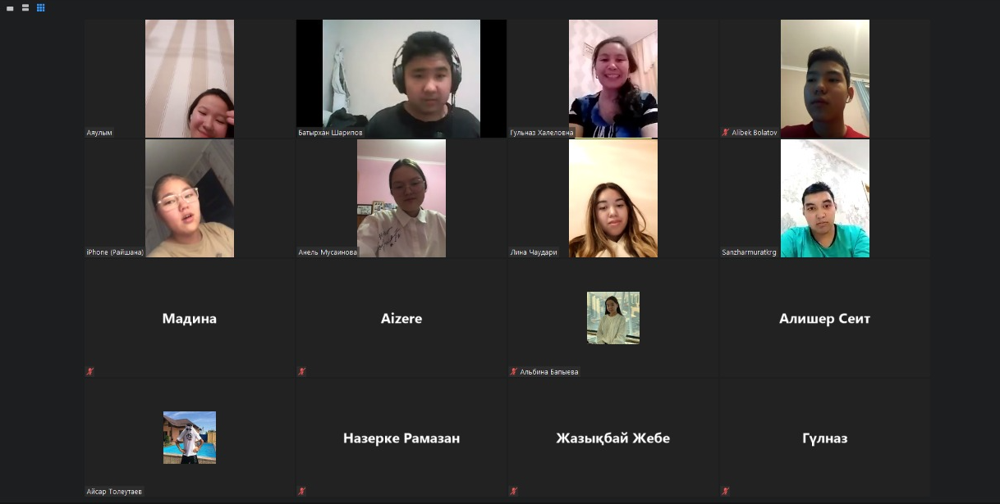 Аяулым
Батырхан Шарипов
Гульназ Халеловна
Alibek Bolatov
iPhone (Райшана)
Анель Мусаинова
Лина Чаудари
Sanzharmuratkrg
Мадина
Aizere
Альбина Бапыева
Алишер Сеит
Айсар Толеутаев
Назерке Рамазан
Жазықбай Жебе
Гүлназ